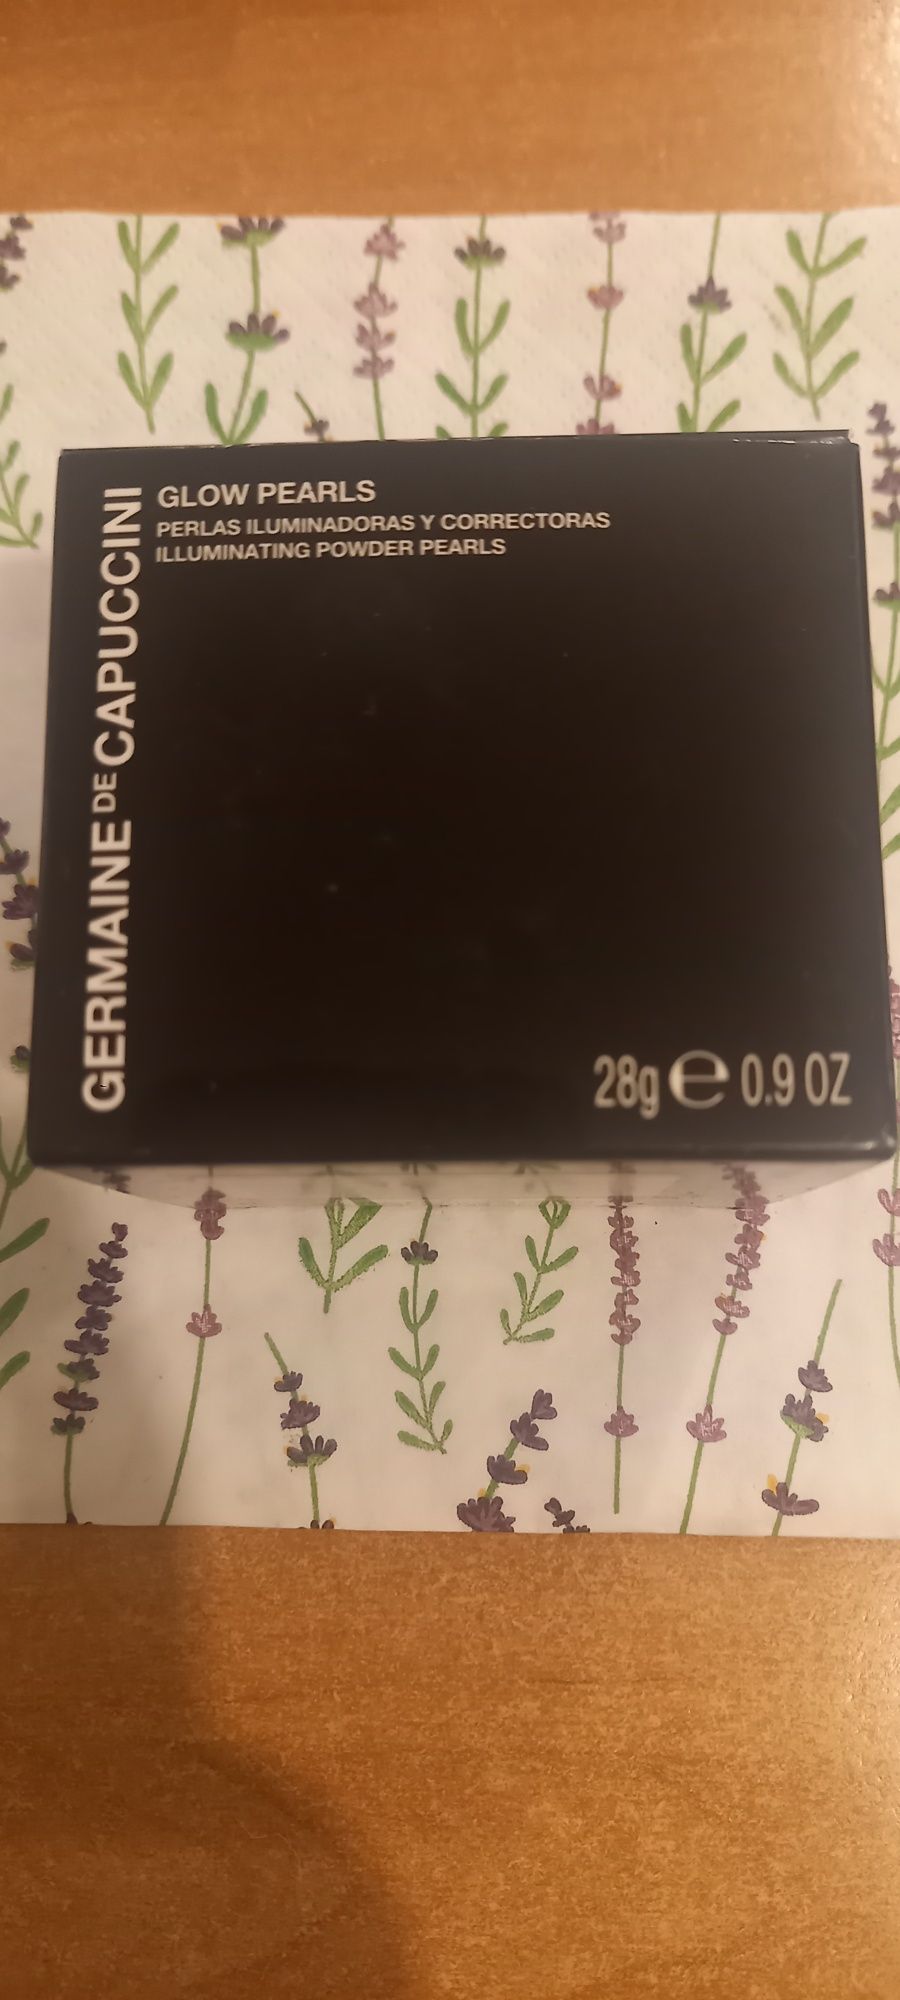 GERMAINE DE CAPUCCINI
GLOW PEARLS
PERLAS ILUMINADORAS Y CORRECTORAS
ILLUMINATING POWDER PEARLS
28g ℮ 0.9 OZ